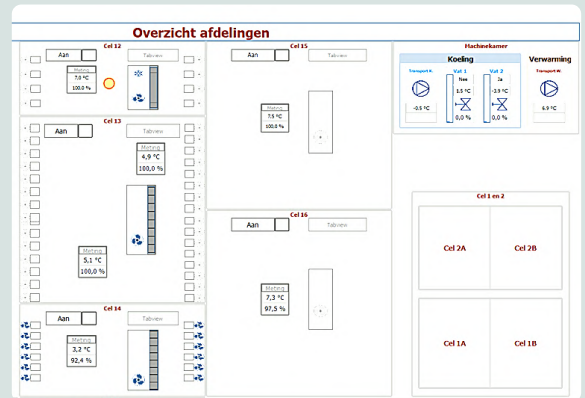 Overzicht afdelingen
Cel 12
Aan
Tabview
Meting
7,0 °C
100,0 %
Cel 13
Aan
Tabview
Meting
4,9 °C
100,0 %
Meting
5,1 °C
100,0 %
Cel 14
Aan
Tabview
Meting
3,2 °C
92,4 %
Cel 15
Aan
Tabview
Meting
7,5 °C
100,0 %
Cel 16
Aan
Tabview
Meting
7,3 °C
97,5 %
Machinekamer
Koeling
Verwarming
Transport K.
Vat 1
Vat 2
Transport W.
Nee
Ja
-0,5 °C
0,0 %
0,0 %
6,9 °C
Cel 1 en 2
Cel 2A
Cel 2B
Cel 1A
Cel 1B